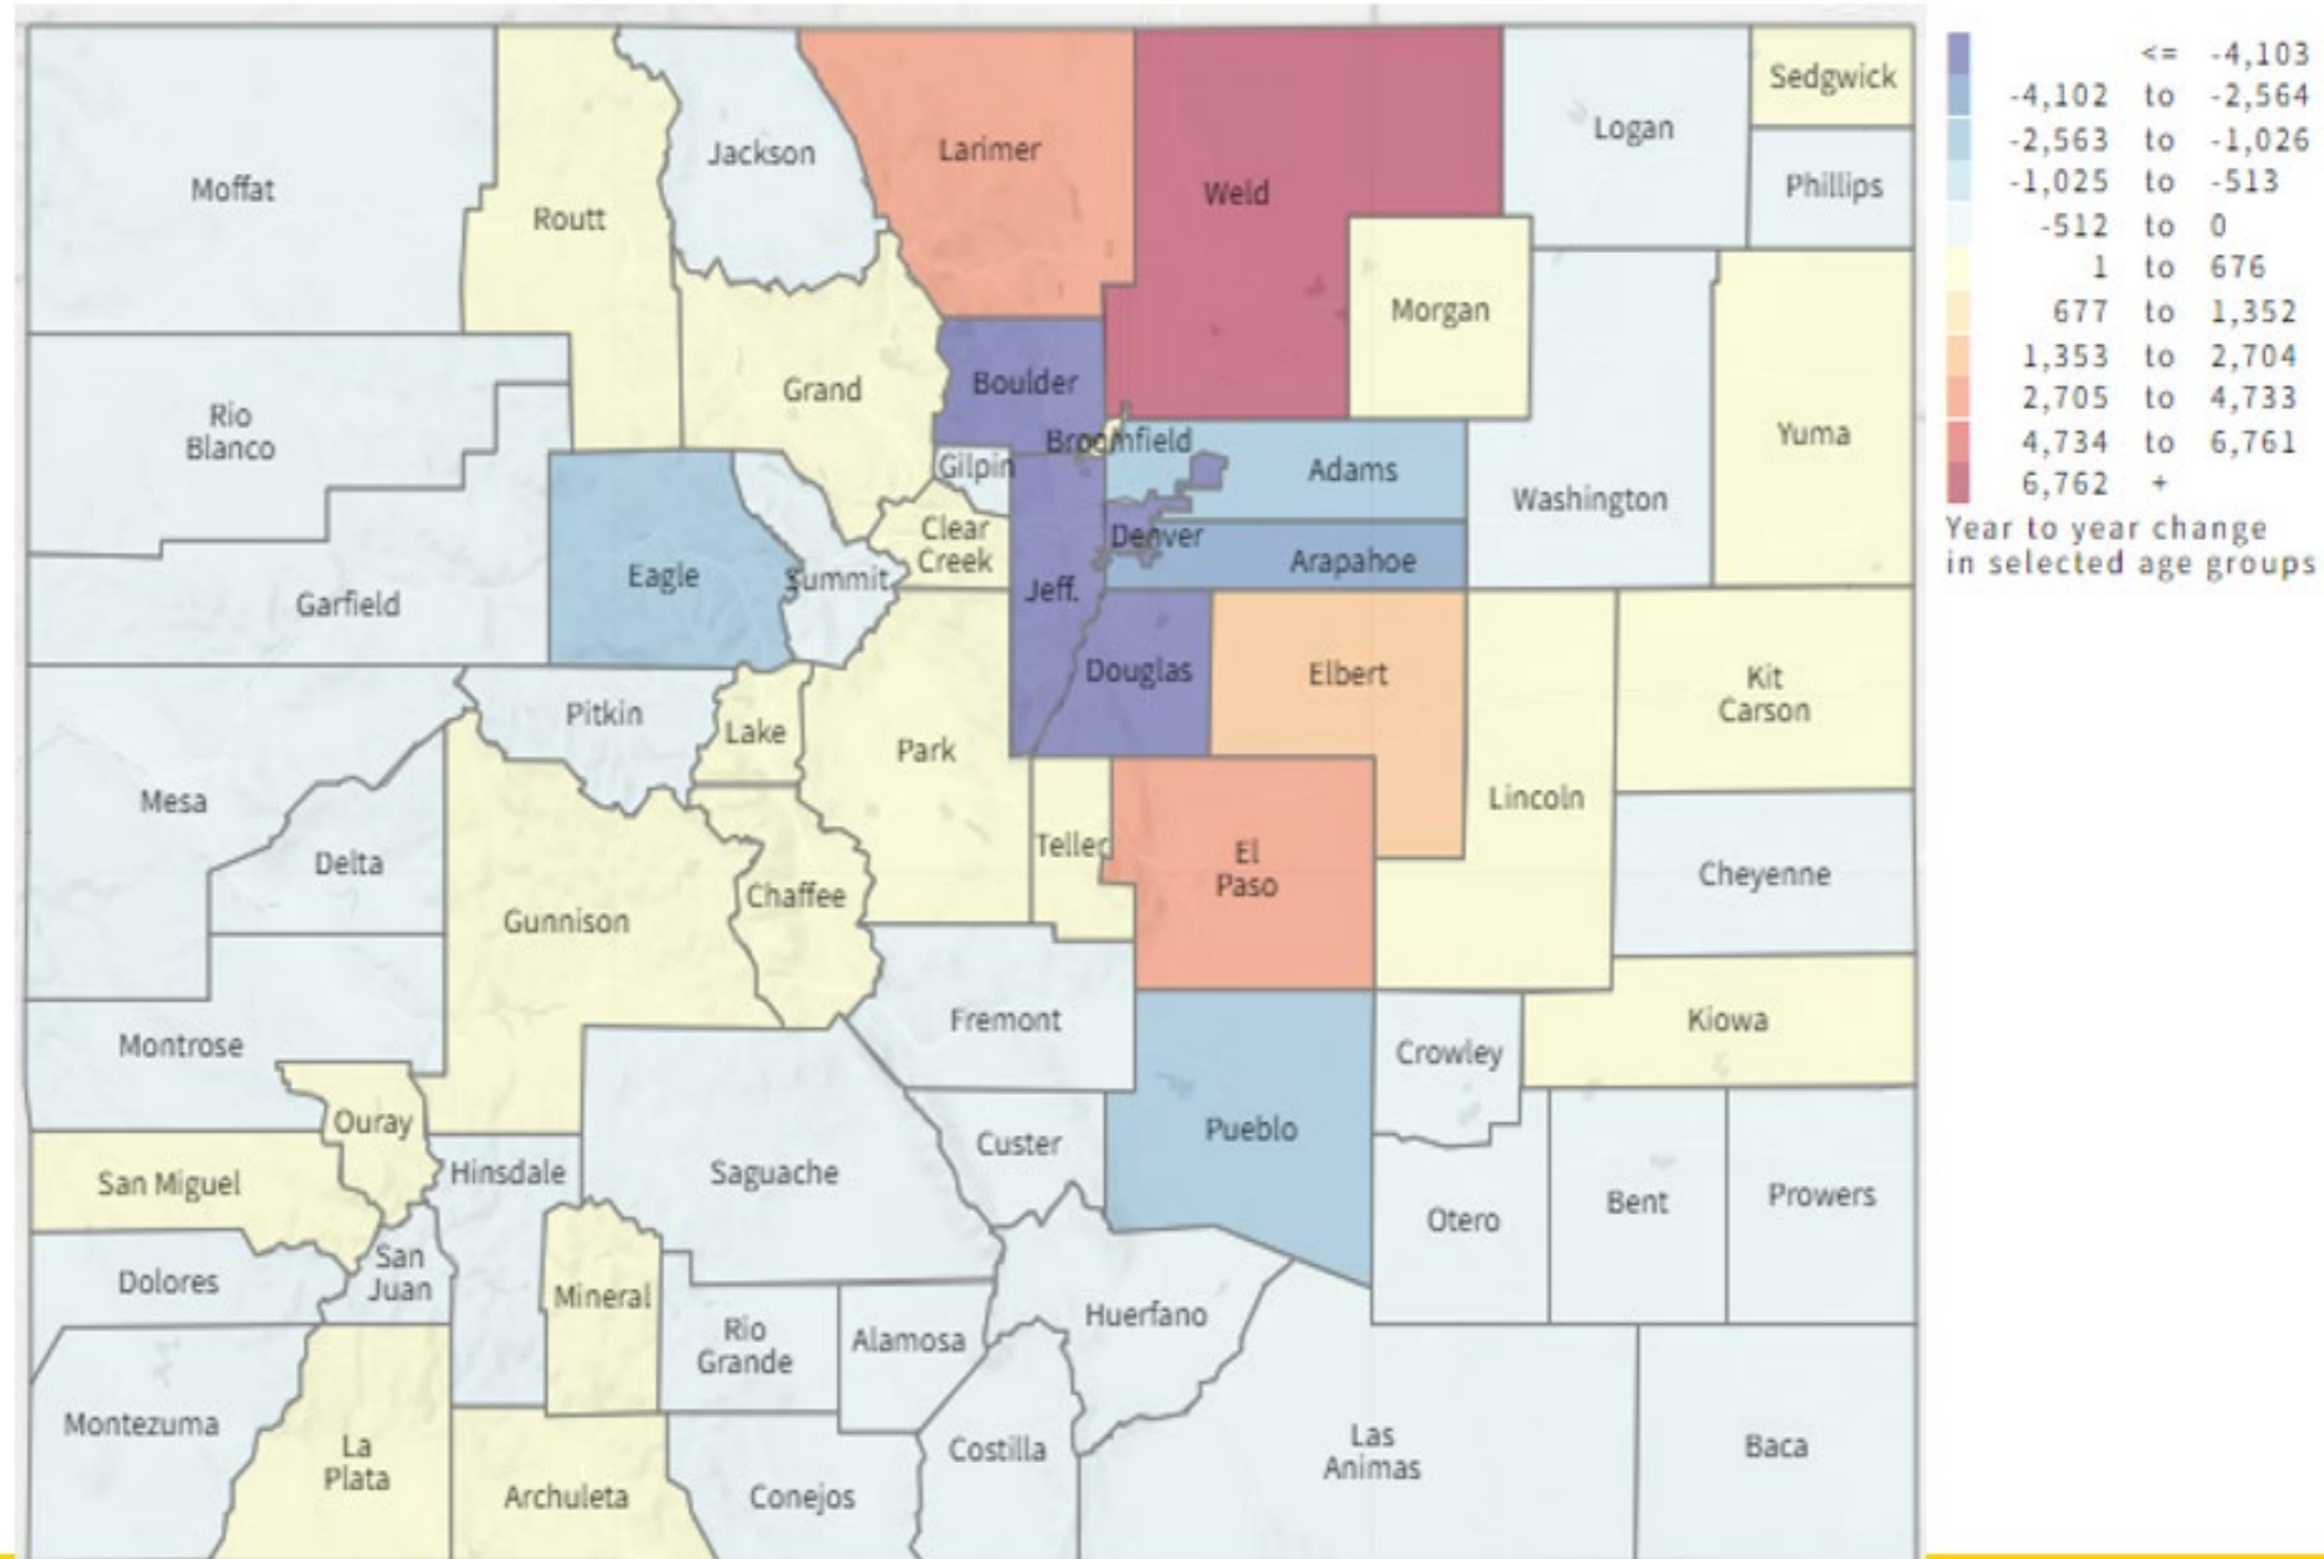 Moffat
Routt
Jackson
Larimer
Weld
Logan
Sedgwick
Phillips
Morgan
Rio
Blanco
Grand
Boulder
Broomfield
Gilpin
Adams
Washington
Yuma
Garfield
Eagle
Summit
Clear
Creek
Jeff.
Denver
Arapahoe
Mesa
Pitkin
Lake
Park
Douglas
Elbert
Lincoln
Kit
Carson
Delta
Gunnison
Chaffee
Teller
El
Paso
Cheyenne
Montrose
Fremont
Crowley
Kiowa
Ouray
San Miguel
Hinsdale
Saguache
Custer
Pueblo
Otero
Bent
Prowers
Dolores
San
Juan
Mineral
Rio
Grande
Alamosa
Huerfano
Montezuma
La
Plata
Archuleta
Conejos
Costilla
Las
Animas
Baca
<= -4,103
-4,102 to -2,564
-2,563 to -1,026
-1,025 to -513
-512 to 0
1 to 676
677 to 1,352
1,353 to 2,704
2,705 to 4,733
4,734 to 6,761
6,762 +
Year to year change
in selected age groups